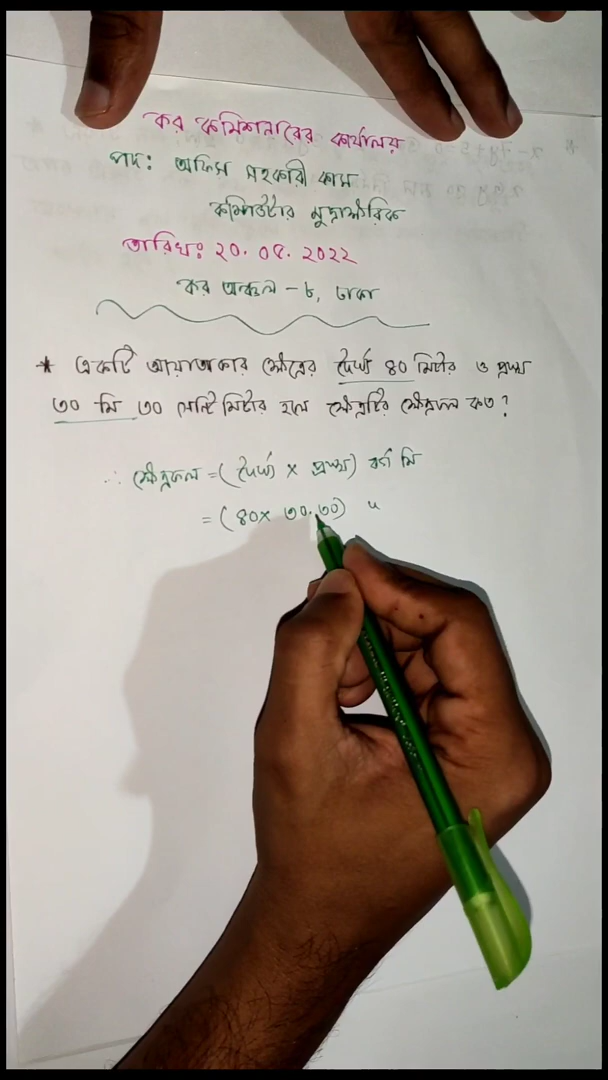 কর কমিশনারের কার্যালয়
পদ: অফিস সহকারী কাম
কম্পিউটার মুদ্রাক্ষরিক
তারিখঃ ২০. ০৫. ২০২২
কর অঞ্চল - ৮, ঢাকা
* একটি আয়তাকার ক্ষেত্রের দৈর্ঘ্য ৪০ মিটার ও প্রস্থ
৩০ মি ৩০ সেন্টিমিটার হলে ক্ষেত্রটির ক্ষেত্রফল কত?
∴ ক্ষেত্রফল = (দৈর্ঘ্য × প্রস্থ) বর্গ মি
= (৪০× ৩০.৩০) "